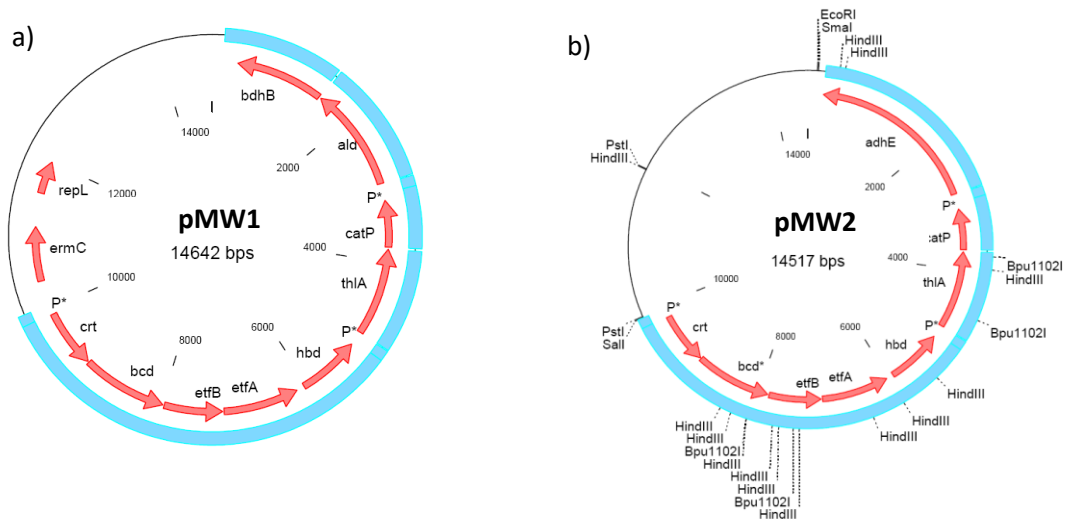 a)
bdhB
14000
ald
2000
P*
repL
12000
pMW1
14642 bps
catP
4000
ermC
thlA
10000
P*
P*
crt
6000
hbd
8000
bcd
etfB
etfA
b)
EcoRI
SmaI
HindIII
HindIII
PstI
HindIII
14000
adhE
2000
P*
pMW2
14517 bps
catP
4000
Bpu1102I
HindIII
thlA
10000
P*
P*
PstI
SalI
crt
6000
hbd
Bpu1102I
8000
bcd*
etfB
etfA
HindIII
HindIII
HindIII
HindIII
HindIII
Bpu1102I
HindIII
HindIII
HindIII
Bpu1102I
HindIII